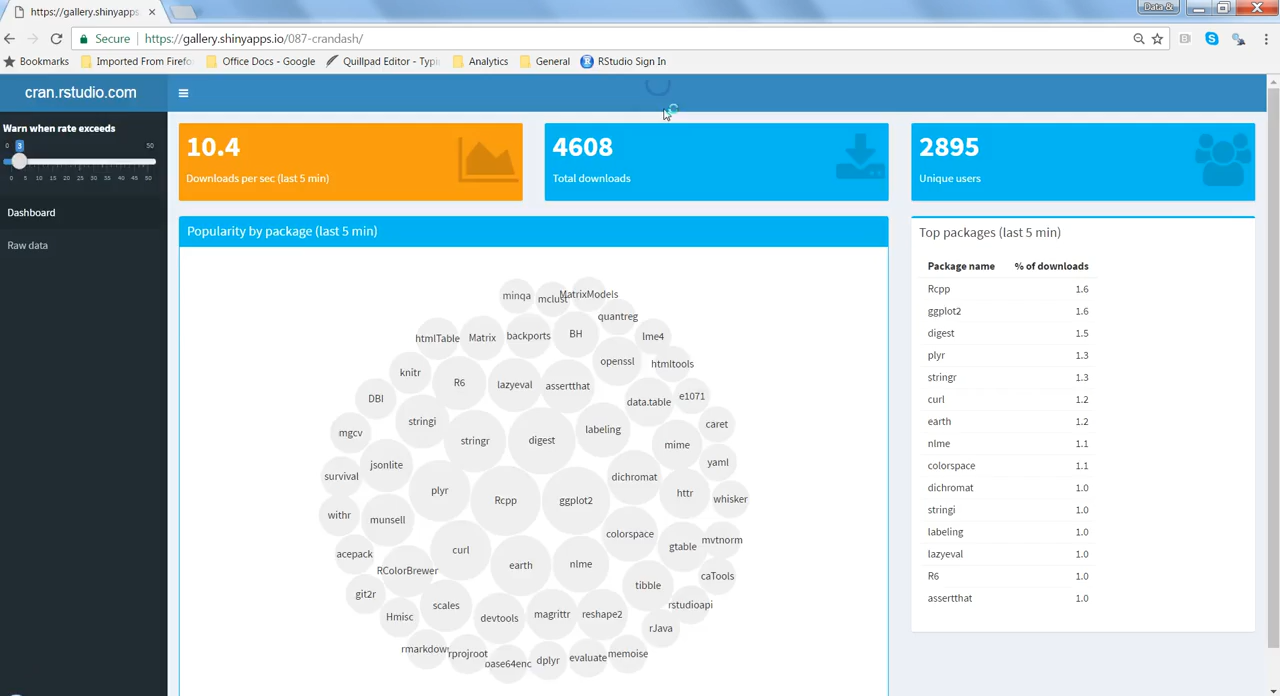 https://gallery.shinyapps
Data &
Secure
https://gallery.shinyapps.io/087-crandash/
Bookmarks
Imported From Firefo
Office Docs - Google
Quillpad Editor - Typi
Analytics
General
RStudio Sign In
cran.rstudio.com
Warn when rate exceeds
0 3 50
0 5 10 15 20 25 30 35 40 45 50
Dashboard
Raw data
10.4
Downloads per sec (last 5 min)
4608
Total downloads
2895
Unique users
Popularity by package (last 5 min)
minqa
mclust
MatrixModels
quantreg
htmlTable
Matrix
backports
BH
lme4
openssl
htmltools
knitr
R6
lazyeval
assertthat
DBI
data.table
e1071
stringi
labeling
caret
mgcv
stringr
digest
mime
jsonlite
yaml
survival
dichromat
plyr
Rcpp
ggplot2
httr
whisker
withr
munsell
colorspace
acepack
curl
gtable
mvtnorm
RColorBrewer
earth
nlme
caTools
git2r
tibble
Hmisc
scales
devtools
magrittr
reshape2
rstudioapi
rJava
rmarkdown
rprojroot
base64enc
dplyr
evaluate
memoise
Top packages (last 5 min)
Package name % of downloads
Rcpp 1.6
ggplot2 1.6
digest 1.5
plyr 1.3
stringr 1.3
curl 1.2
earth 1.2
nlme 1.1
colorspace 1.1
dichromat 1.0
stringi 1.0
labeling 1.0
lazyeval 1.0
R6 1.0
assertthat 1.0